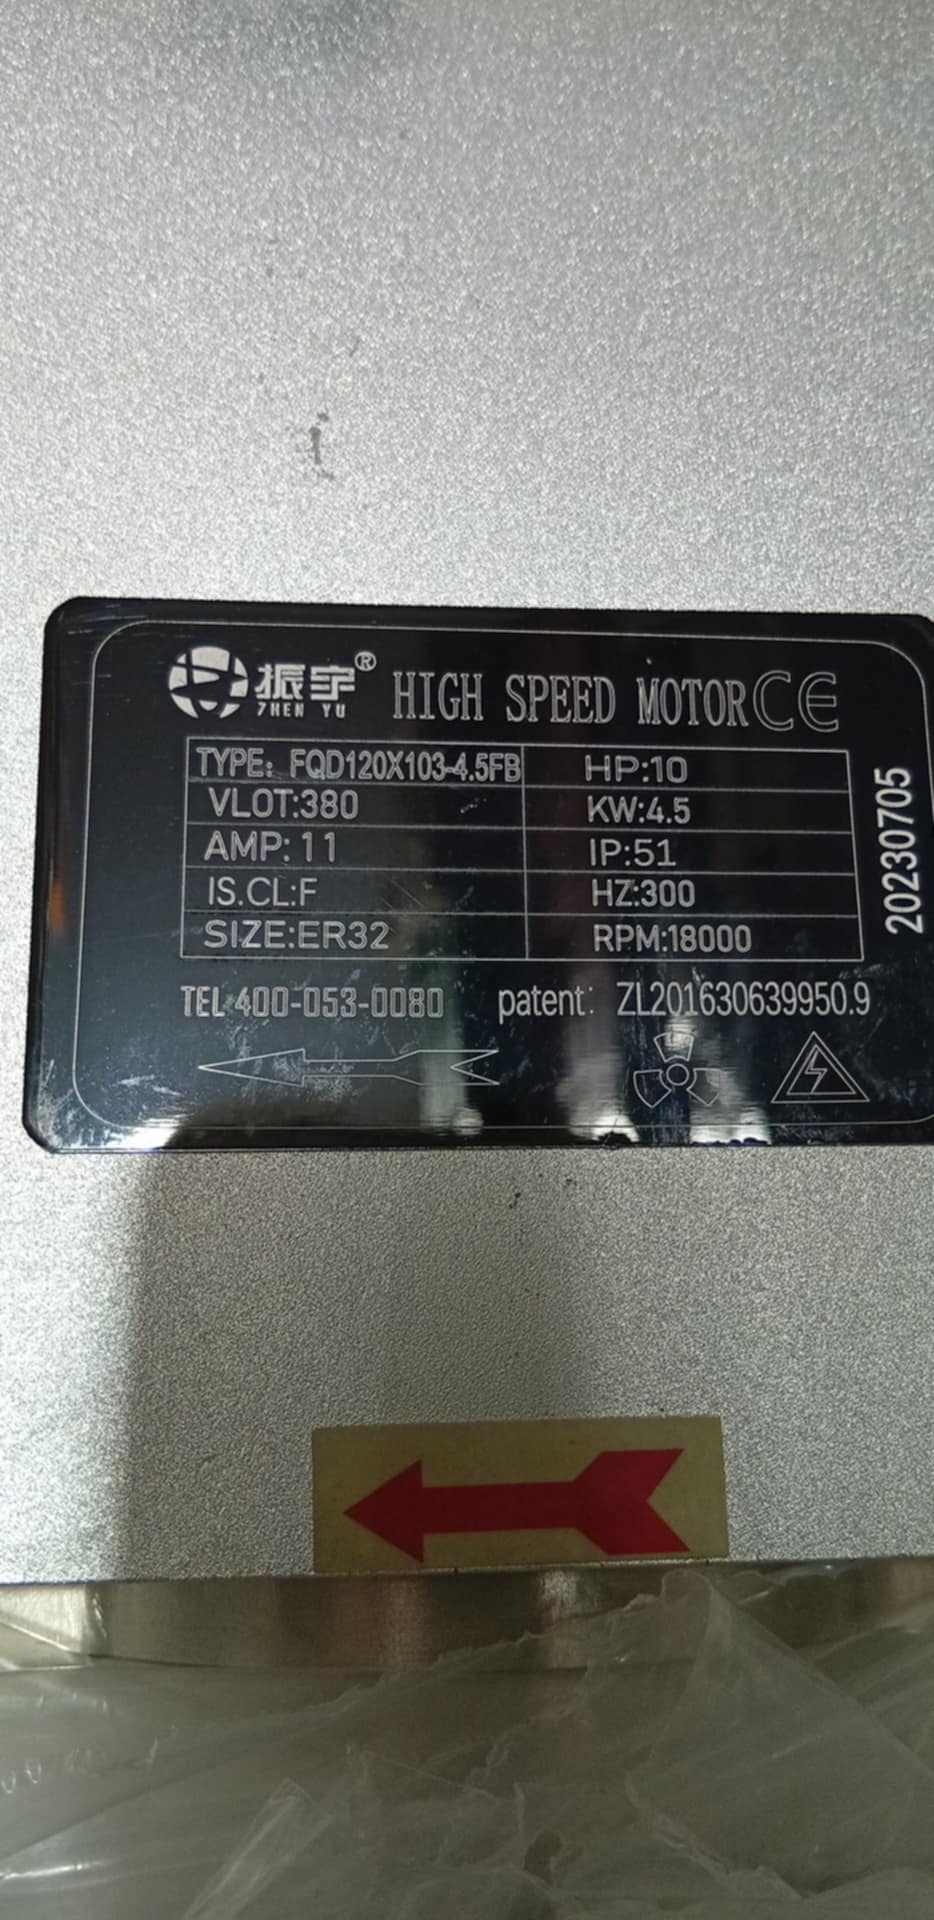 振宇® HIGH SPEED MOTOR CE
ZHEN YU
TYPE: FQD120X103-4.5FB HP:10
VLOT:380 KW:4.5
AMP: 11 IP:51
IS.CL:F HZ:300
SIZE:ER32 RPM:18000
20230705
TEL 400-053-0080 patent: ZL201630639950.9